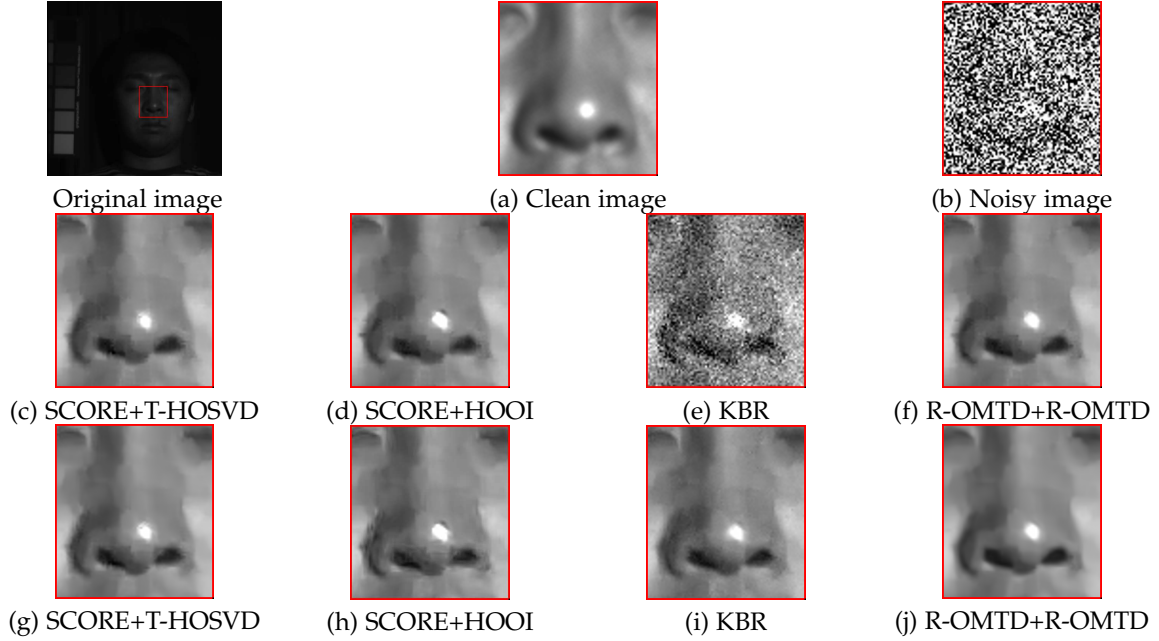 Original image
(a) Clean image
(b) Noisy image
(c) SCORE+T-HOSVD
(d) SCORE+HOOI
(e) KBR
(f) R-OMTD+R-OMTD
(g) SCORE+T-HOSVD
(h) SCORE+HOOI
(i) KBR
(j) R-OMTD+R-OMTD